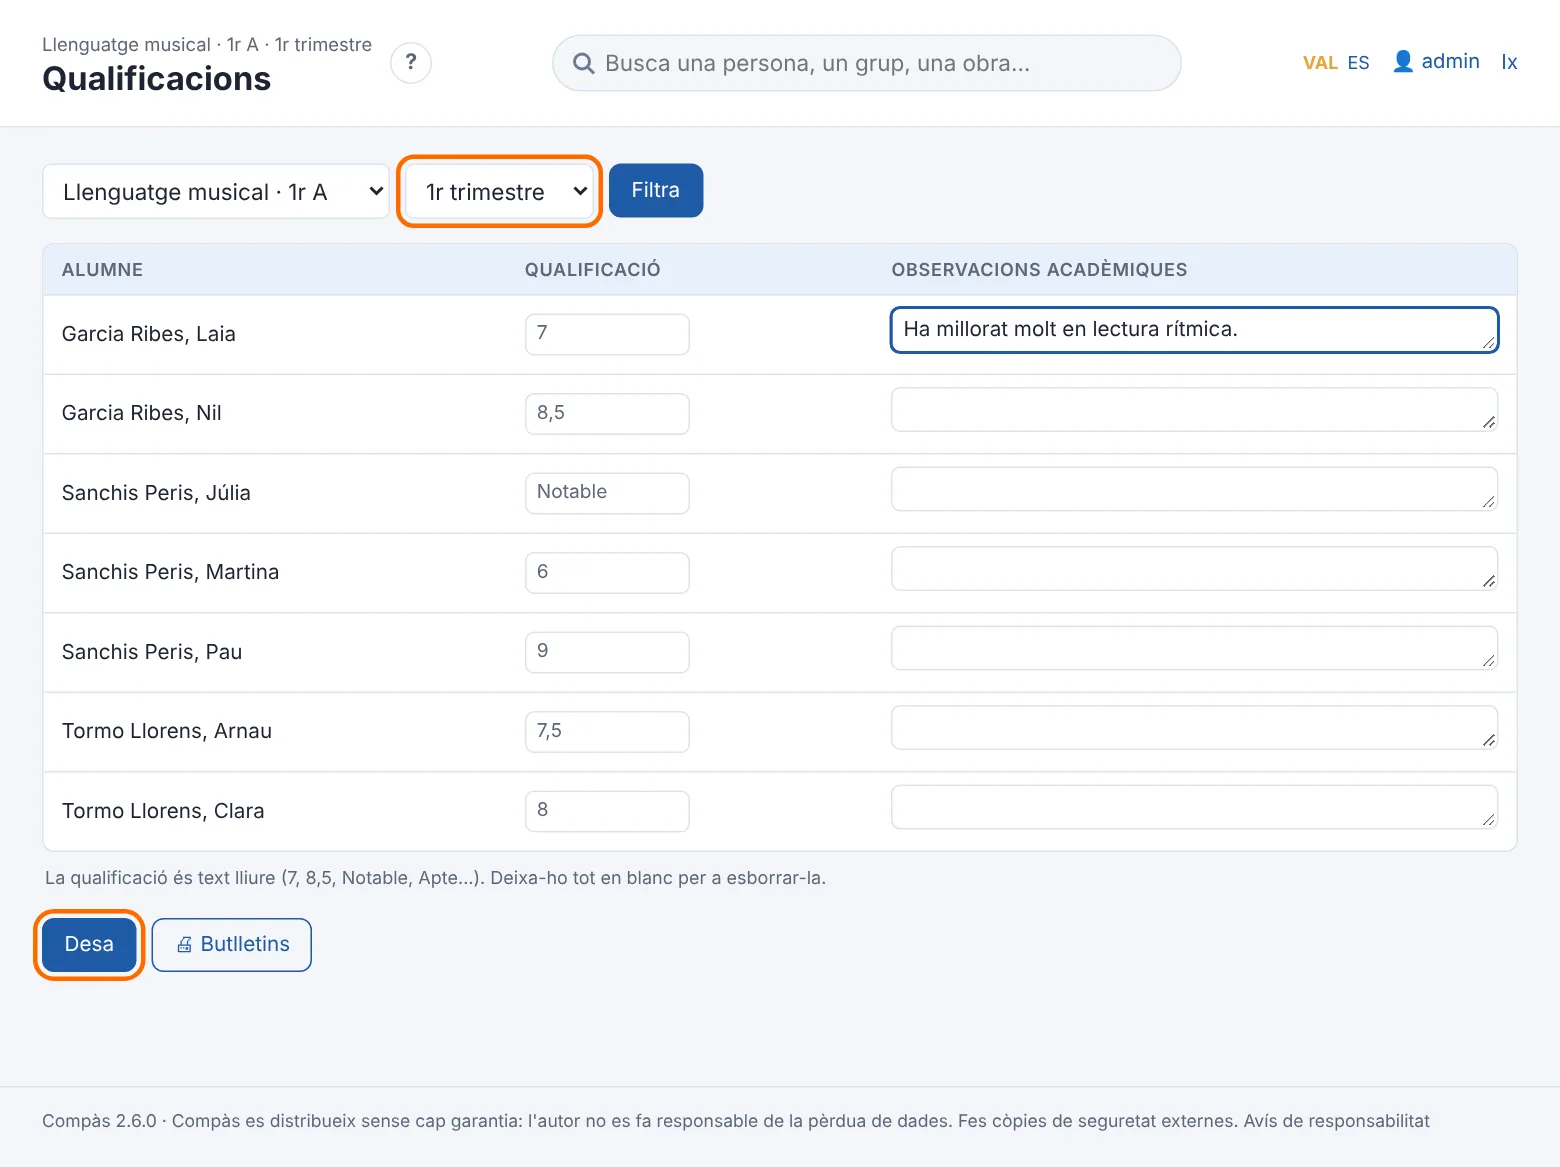 Llenguatge musical · 1r A · 1r trimestre
Qualificacions
?
Busca una persona, un grup, una obra...
VAL ES admin Ix
Llenguatge musical · 1r A
1r trimestre
Filtra
ALUMNE QUALIFICACIÓ OBSERVACIONS ACADÈMIQUES
Garcia Ribes, Laia 7 Ha millorat molt en lectura rítmica.
Garcia Ribes, Nil 8,5
Sanchis Peris, Júlia Notable
Sanchis Peris, Martina 6
Sanchis Peris, Pau 9
Tormo Llorens, Arnau 7,5
Tormo Llorens, Clara 8
La qualificació és text lliure (7, 8,5, Notable, Apte...). Deixa-ho tot en blanc per a esborrar-la.
Desa Butlletins
Compàs 2.6.0 · Compàs es distribueix sense cap garantia: l'autor no es fa responsable de la pèrdua de dades. Fes còpies de seguretat externes. Avís de responsabilitat